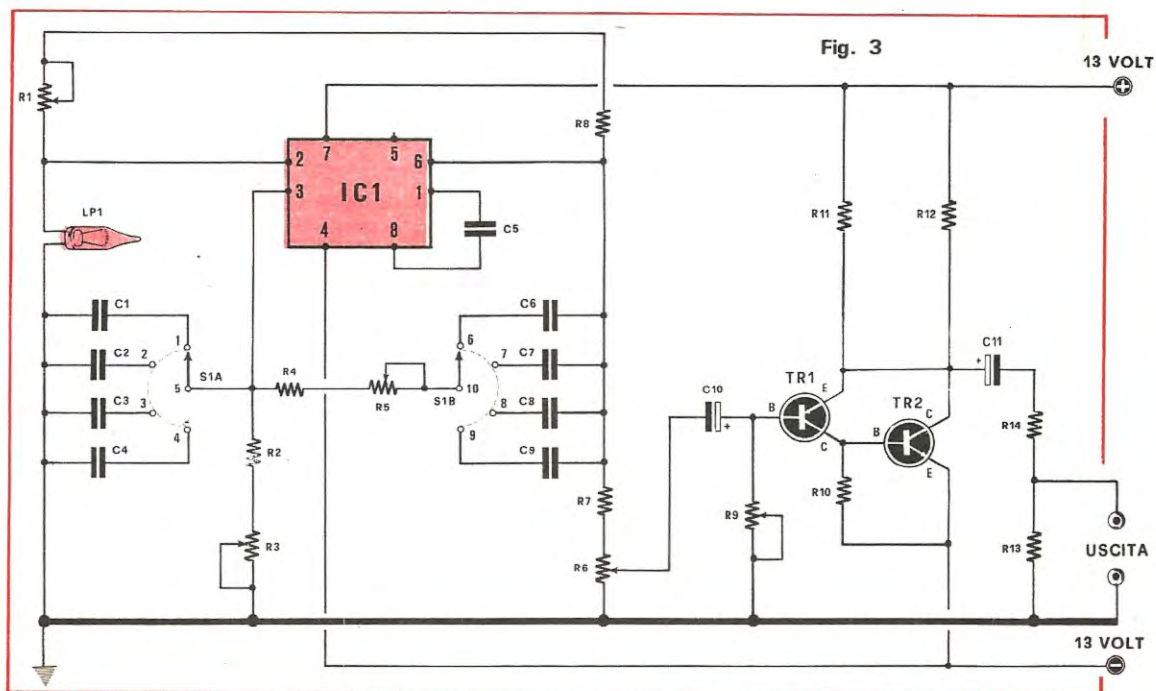 Fig. 3
13 VOLT
+
R1
R8
2
7
5
6
3
IC1
1
4
8
C5
R11
R12
LP1
C1
C6
1
6
C2
2
7
C7
S1A
5
R4
R5
S1B
10
C3
3
8
C8
4
9
C4
C9
R2
R3
R7
R6
C10
+
R9
TR1
E
B
C
TR2
C
B
E
R10
+
C11
R14
R13
USCITA
13 VOLT
−